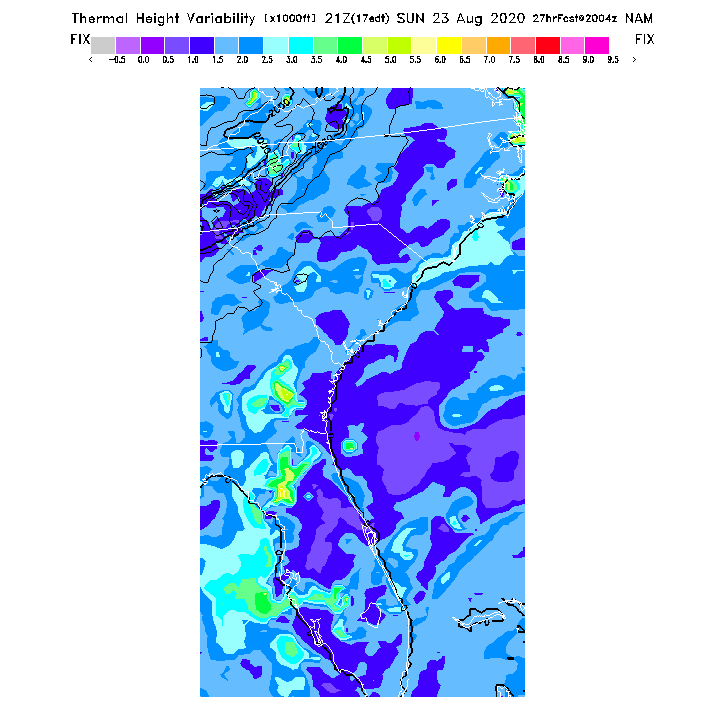 Thermal Height Variability [x1000ft] 21Z(17edt) SUN 23 Aug 2020 27hrFcst@2004z NAM
FIX FIX
< -0.5 0.0 0.5 1.0 1.5 2.0 2.5 3.0 3.5 4.0 4.5 5.0 5.5 6.0 6.5 7.0 7.5 8.0 8.5 9.0 9.5 >